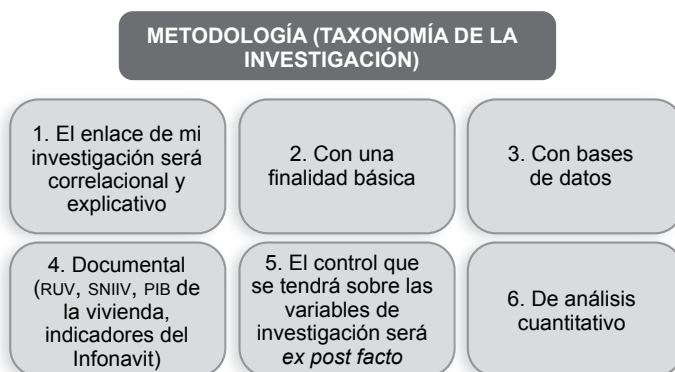 METODOLOGÍA (TAXONOMÍA DE LA
INVESTIGACIÓN)
1. El enlace de mi
investigación será
correlacional y
explicativo
2. Con una
finalidad básica
3. Con bases
de datos
4. Documental
(RUV, SNIIV, PIB de
la vivienda,
indicadores del
Infonavit)
5. El control que
se tendrá sobre las
variables de
investigación será
ex post facto
6. De análisis
cuantitativo